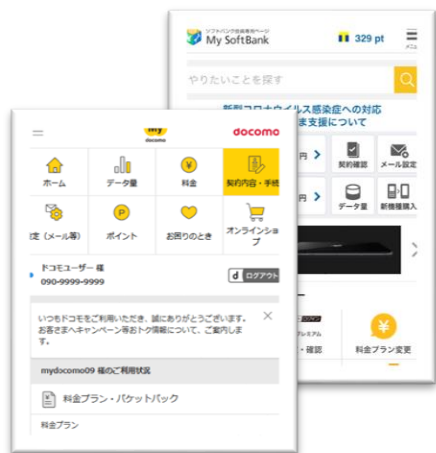 ソフトバンク会員専用ページ
My SoftBank
329 pt
メニュー
やりたいことを探す
新型コロナウイルス感染症への対応
ま支援について
円
契約確認
メール設定
円
データ量
新機種購入
プレミアム
・確認
料金プラン変更
My
docomo
docomo
ホーム
データ量
料金
契約内容・手続
定（メール等）
ポイント
お困りのとき
オンラインショ
ップ
ドコモユーザー 様
090-9999-9999
d ログアウト
いつもドコモをご利用いただき、誠にありがとうございます。
お客さまへキャンペーン等おトク情報について、ご案内しま
す。
mydocomo09 様のご利用状況
料金プラン・パケットパック
料金プラン